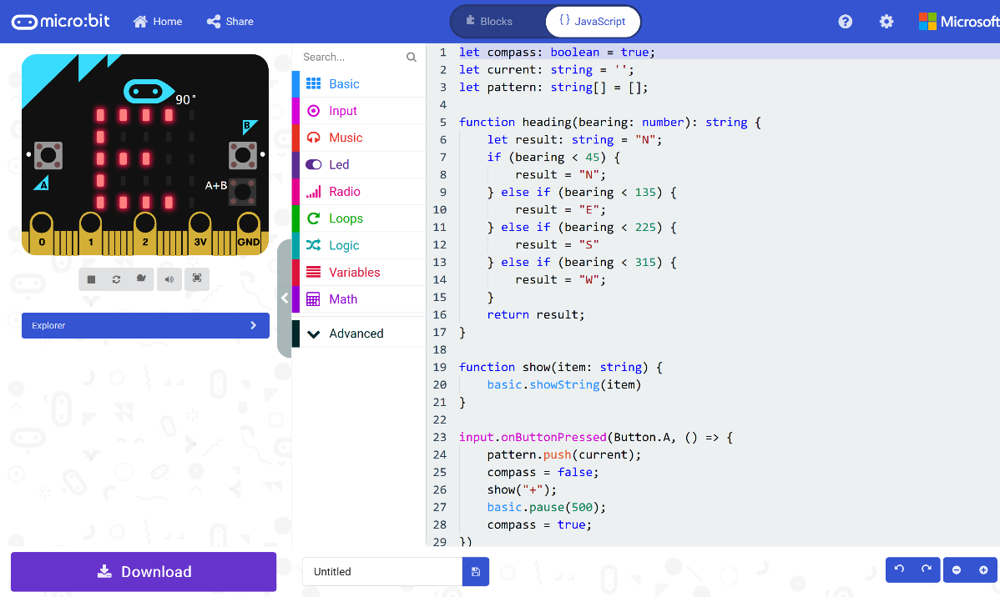 micro:bit
Home
Share
Blocks
{} JavaScript
Microsoft
90°
B
A
A+B
0
1
2
3V
GND
Explorer
Download
Search...
Basic
Input
Music
Led
Radio
Loops
Logic
Variables
Math
Advanced
1 let compass: boolean = true;
2 let current: string = '';
3 let pattern: string[] = [];
4
5 function heading(bearing: number): string {
6     let result: string = "N";
7     if (bearing < 45) {
8         result = "N";
9     } else if (bearing < 135) {
10         result = "E";
11     } else if (bearing < 225) {
12         result = "S"
13     } else if (bearing < 315) {
14         result = "W";
15     }
16     return result;
17 }
18
19 function show(item: string) {
20     basic.showString(item)
21 }
22
23 input.onButtonPressed(Button.A, () => {
24     pattern.push(current);
25     compass = false;
26     show("+");
27     basic.pause(500);
28     compass = true;
29 })
Untitled